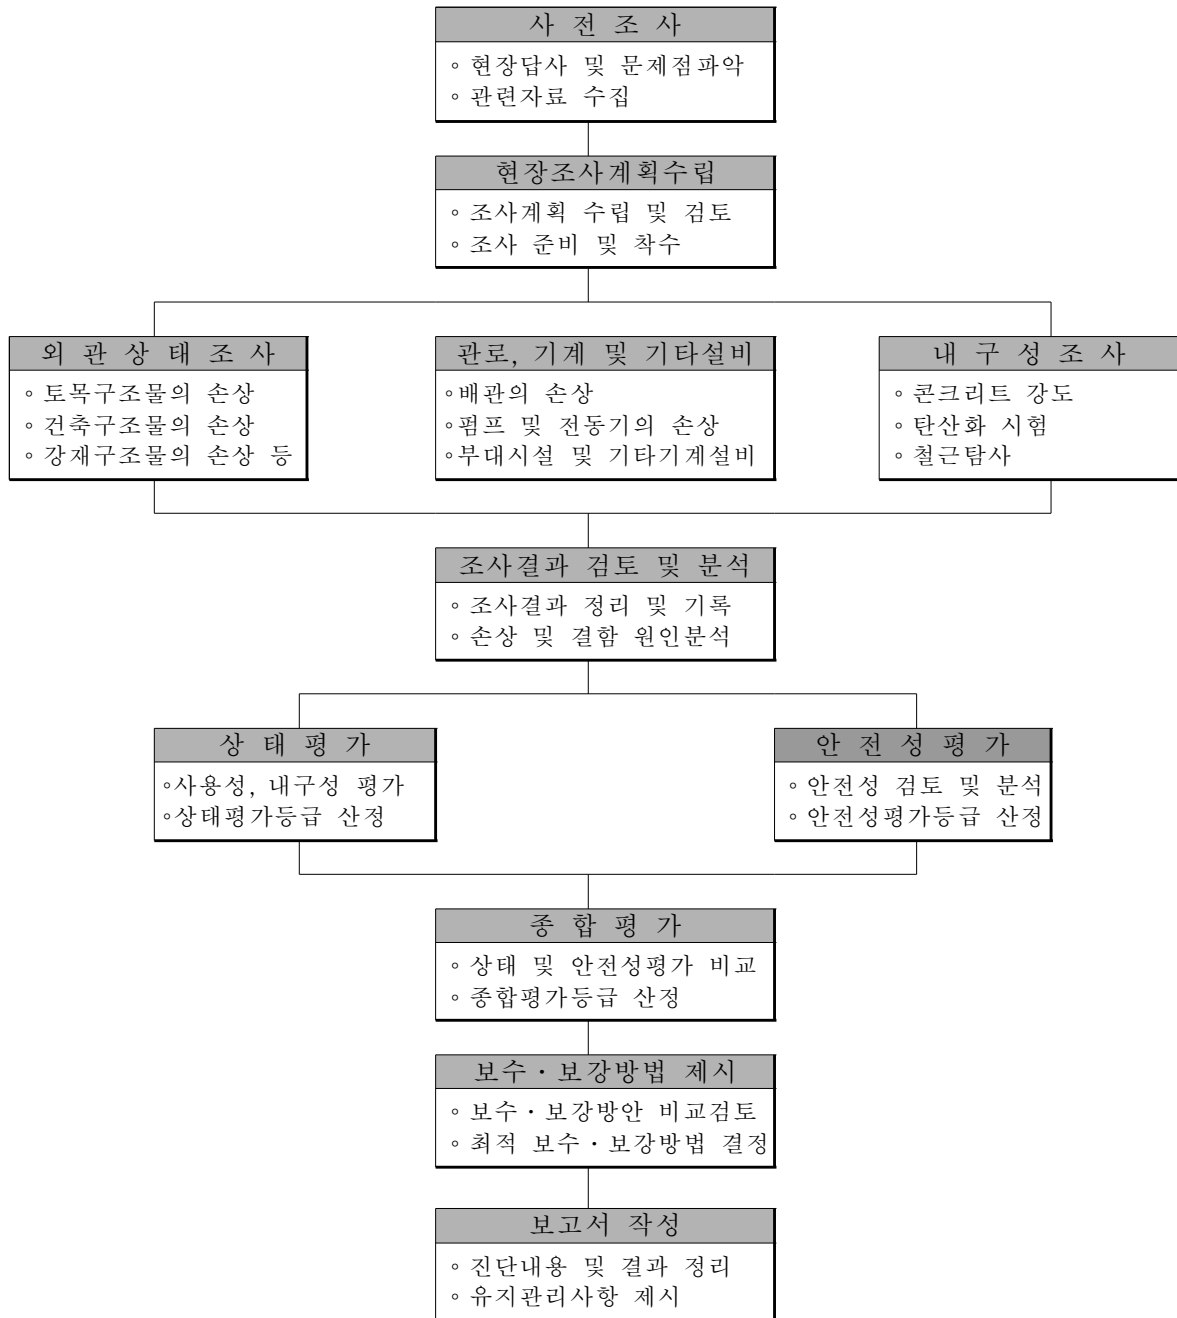 사 전 조 사
◦ 현장답사 및 문제점파악
◦ 관련자료 수집
현장조사계획수립
◦ 조사계획 수립 및 검토
◦ 조사 준비 및 착수
외 관 상 태 조 사
◦ 토목구조물의 손상
◦ 건축구조물의 손상
◦ 강재구조물의 손상 등
관로, 기계 및 기타설비
◦배관의 손상
◦펌프 및 전동기의 손상
◦부대시설 및 기타기계설비
내 구 성 조 사
◦ 콘크리트 강도
◦ 탄산화 시험
◦ 철근탐사
조사결과 검토 및 분석
◦ 조사결과 정리 및 기록
◦ 손상 및 결함 원인분석
상 태 평 가
◦사용성, 내구성 평가
◦상태평가등급 산정
안 전 성 평 가
◦ 안전성 검토 및 분석
◦ 안전성평가등급 산정
종 합 평 가
◦ 상태 및 안전성평가 비교
◦ 종합평가등급 산정
보수・보강방법 제시
◦ 보수・보강방안 비교검토
◦ 최적 보수・보강방법 결정
보고서 작성
◦ 진단내용 및 결과 정리
◦ 유지관리사항 제시